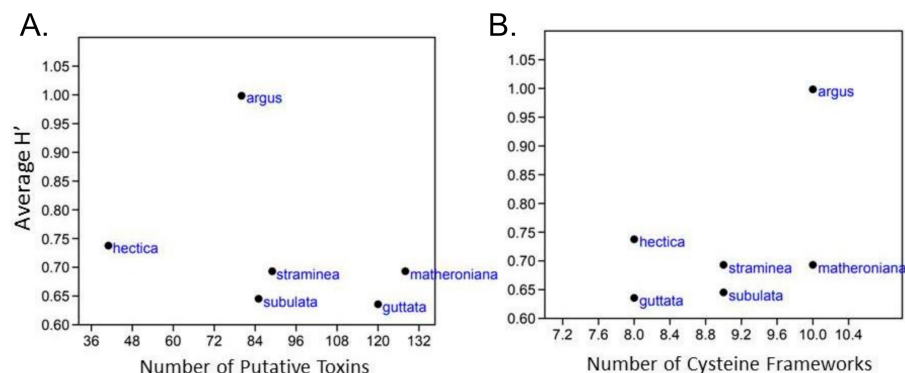 A.
Average H'
1.05
1.00
0.95
0.90
0.85
0.80
0.75
0.70
0.65
0.60
argus
hectica
straminea
matheroniana
subulata
guttata
36 48 60 72 84 96 108 120 132
Number of Putative Toxins
B.
1.05
1.00
0.95
0.90
0.85
0.80
0.75
0.70
0.65
0.60
argus
hectica
straminea
matheroniana
guttata
subulata
7.2 7.6 8.0 8.4 8.8 9.2 9.6 10.0 10.4
Number of Cysteine Frameworks